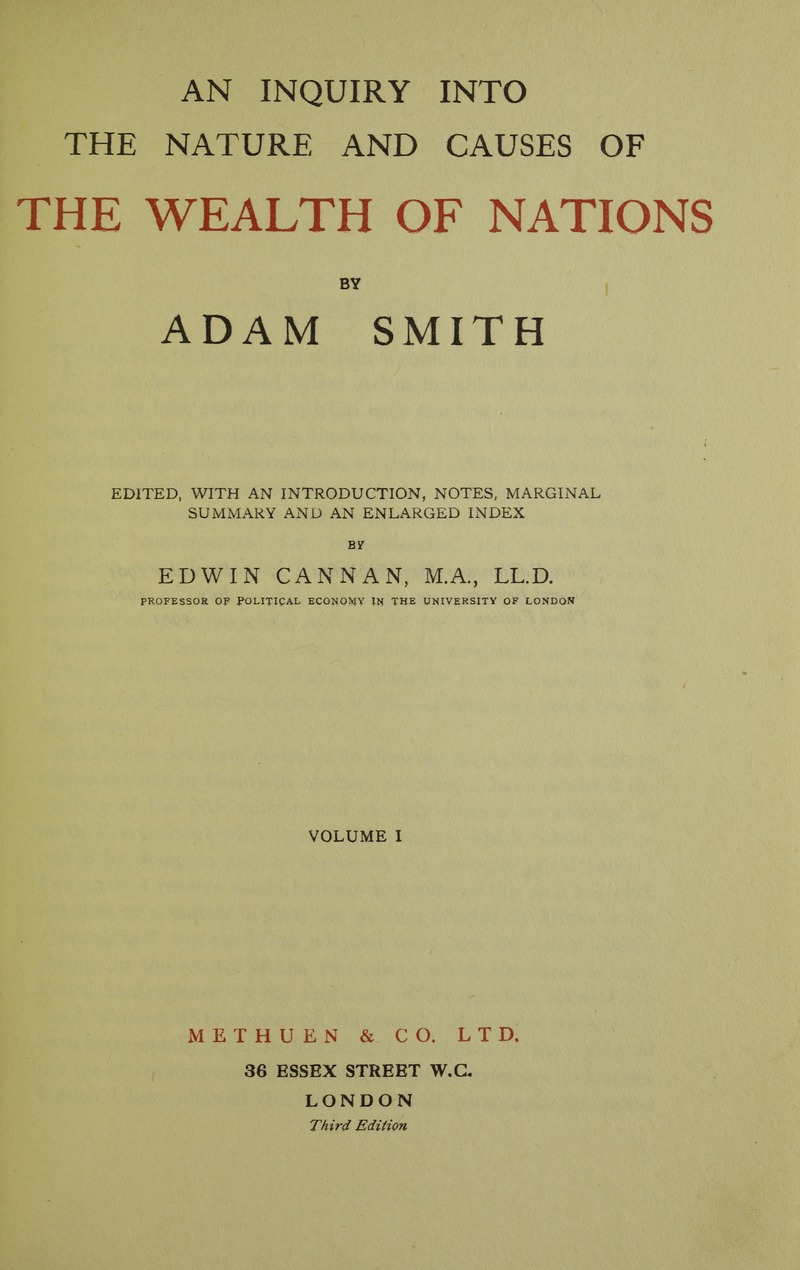 AN INQUIRY INTO
THE NATURE AND CAUSES OF
THE WEALTH OF NATIONS
BY
ADAM SMITH
EDITED, WITH AN INTRODUCTION, NOTES, MARGINAL
SUMMARY AND AN ENLARGED INDEX
BY
EDWIN CANNAN, M.A., LL.D.
PROFESSOR OF POLITICAL ECONOMY IN THE UNIVERSITY OF LONDON
VOLUME I
METHUEN & CO. LTD.
36 ESSEX STREET W.C.
LONDON
Third Edition